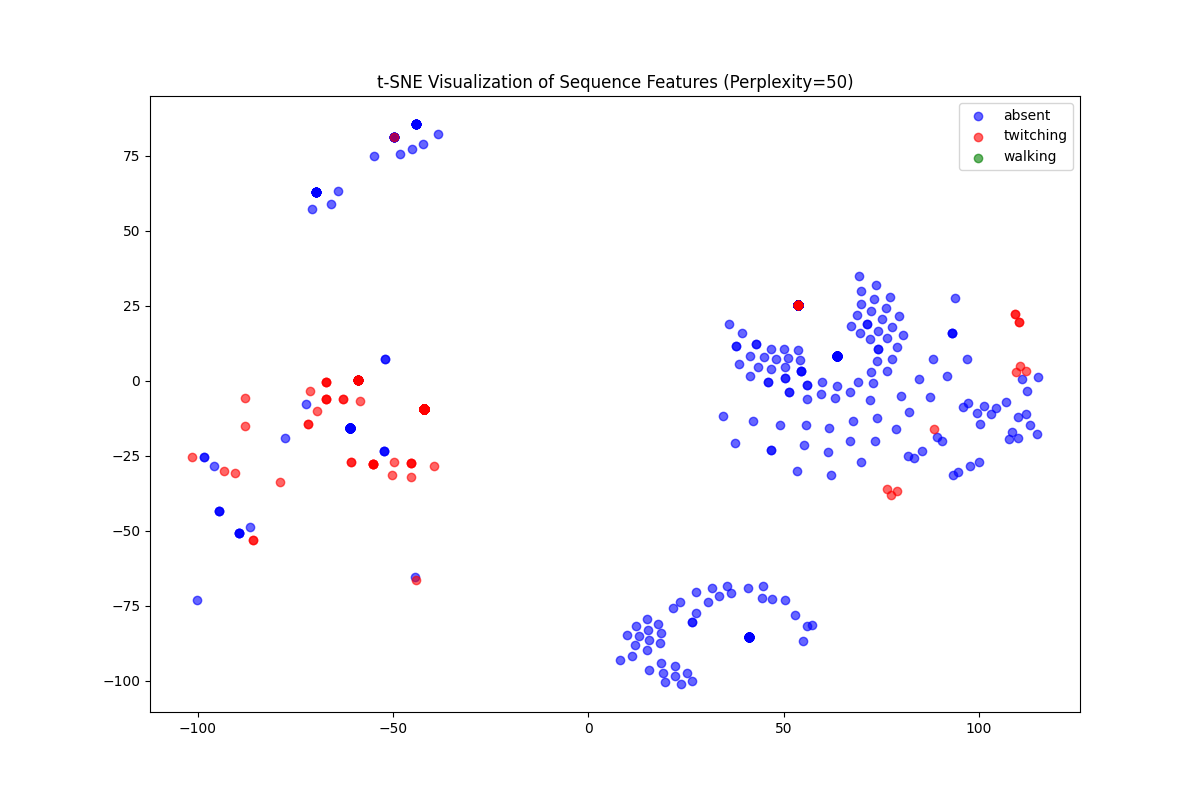 t-SNE Visualization of Sequence Features (Perplexity=50)
absent
twitching
walking
75
50
25
0
−25
−50
−75
−100
−100 −50 0 50 100